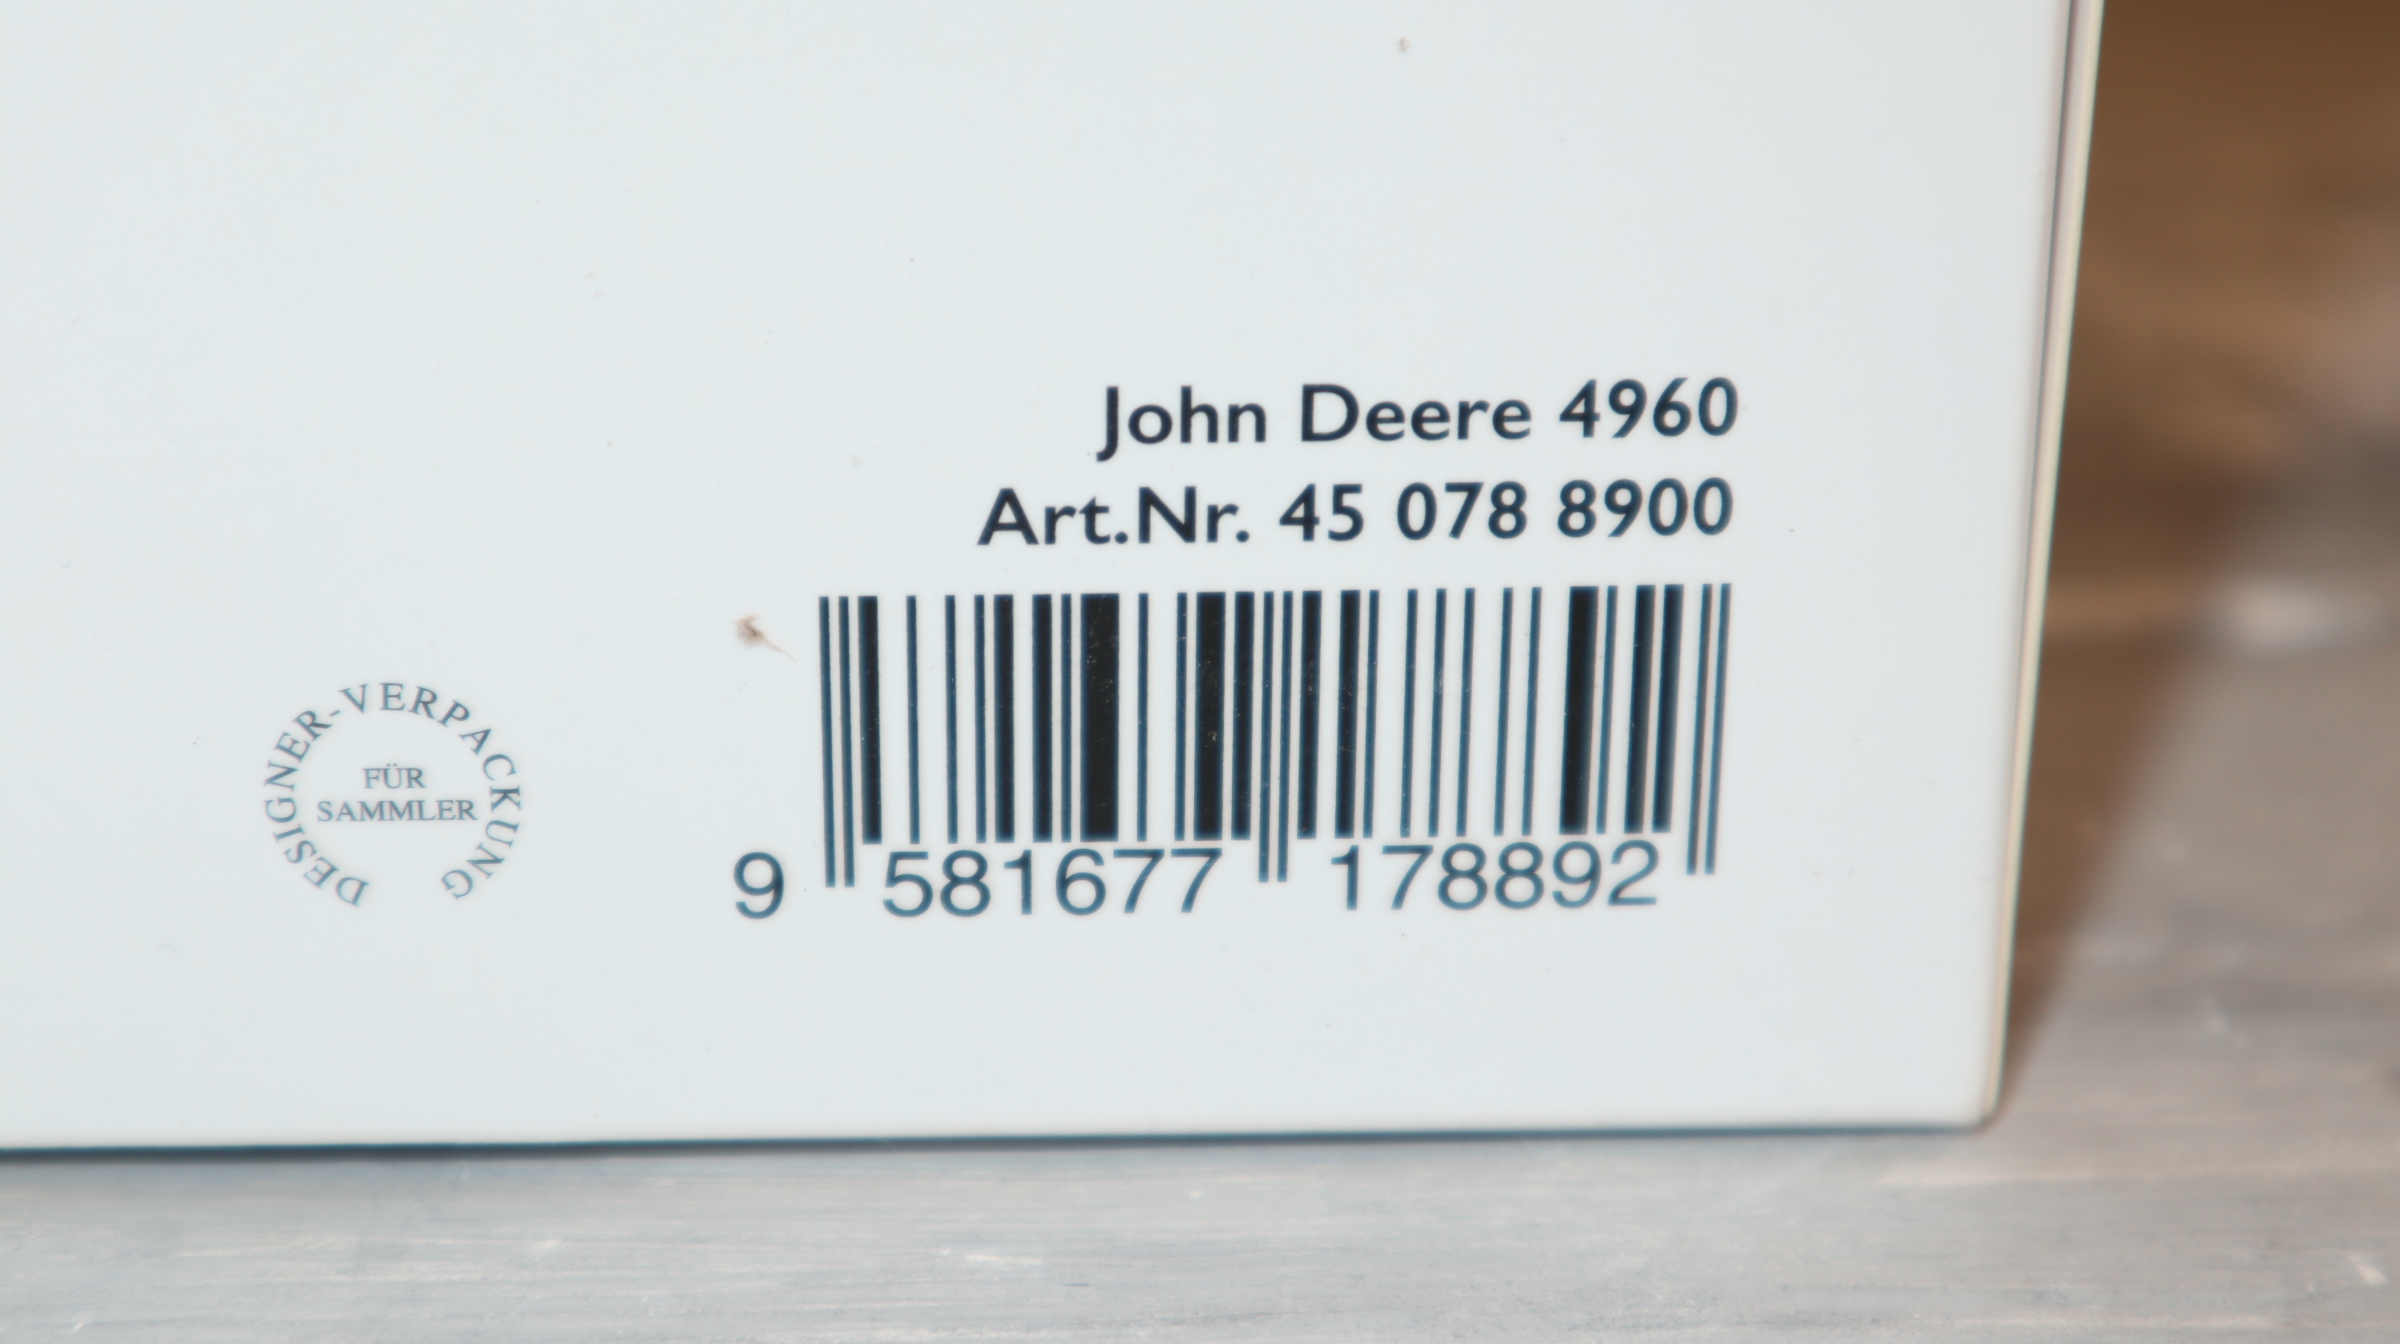 John Deere 4960
Art.Nr. 45 078 8900
9 581677 178892
DESIGNER-VERPACKUNG
FÜR
SAMMLER